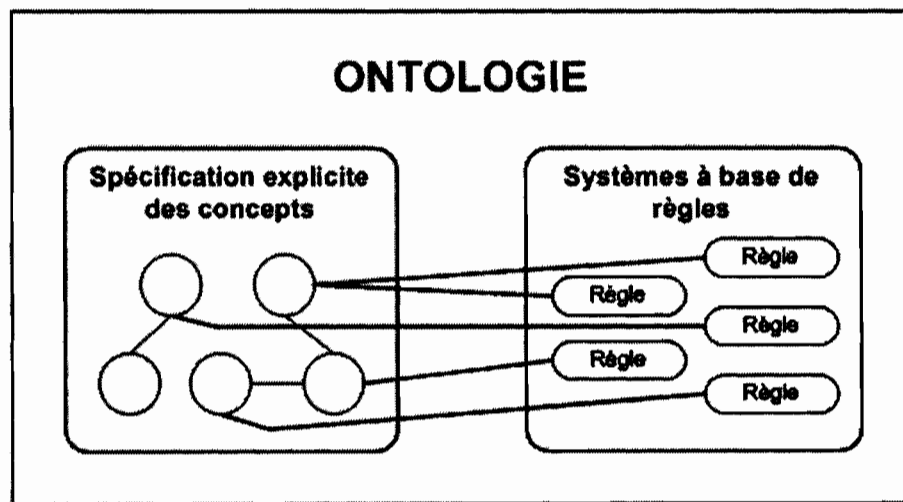 ONTOLOGIE
Spécification explicite
des concepts
Systèmes à base de
règles
Règle
Règle
Règle
Règle
Règle